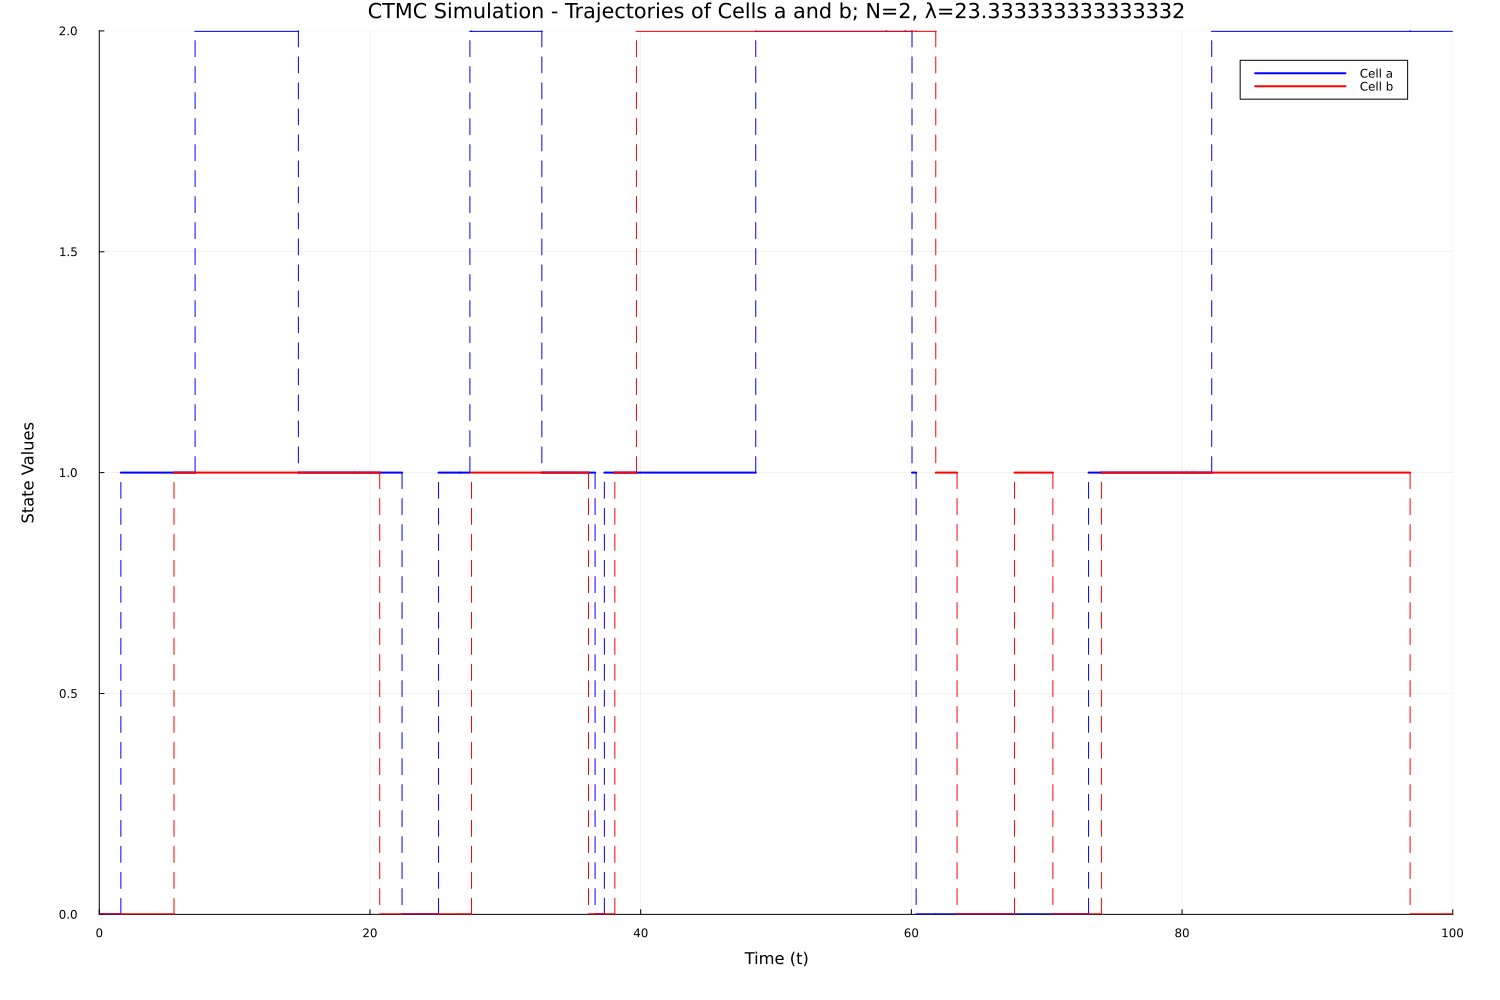 CTMC Simulation - Trajectories of Cells a and b; N=2, λ=23.333333333333332
2.0
Cell a
Cell b
1.5
1.0
State Values
0.5
0.0
0 20 40 60 80 100
Time (t)